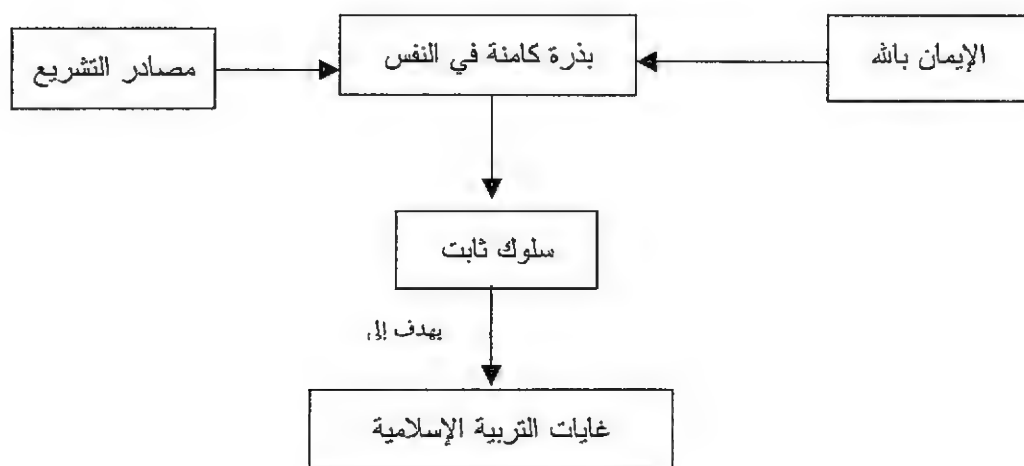 الإيمان بالله
بذرة كامنة في النفس
مصادر التشريع
سلوك ثابت
يهدف إلى
غايات التربية الإسلامية